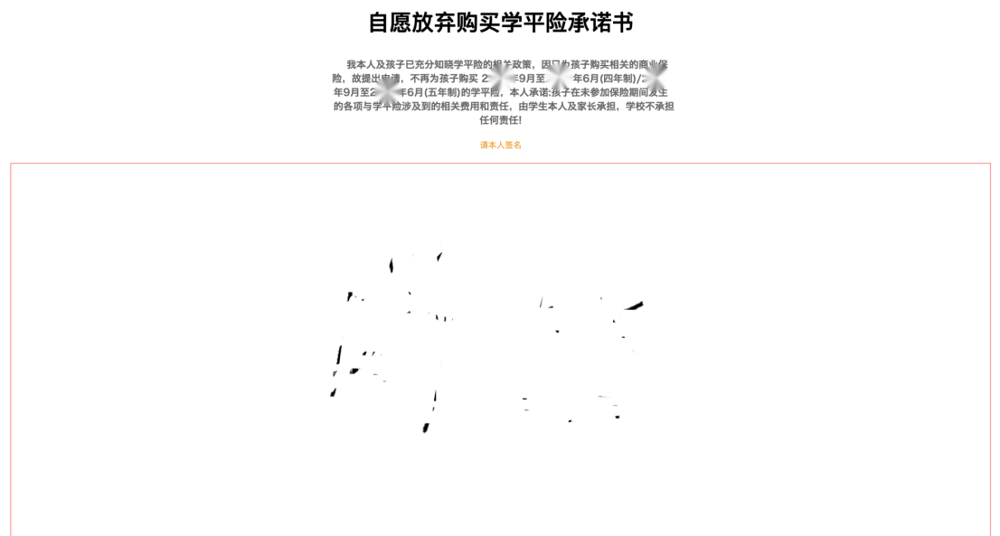 自愿放弃购买学平险承诺书
我本人及孩子已充分知晓学平险的相关政策，因已为孩子购买相关的商业保
险，故提出申请，不再为孩子购买 2 年9月至 年6月(四年制)/2
年9月至2 年6月(五年制)的学平险，本人承诺:孩子在未参加保险期间发生
的各项与学平险涉及到的相关费用和责任，由学生本人及家长承担，学校不承担
任何责任!
请本人签名